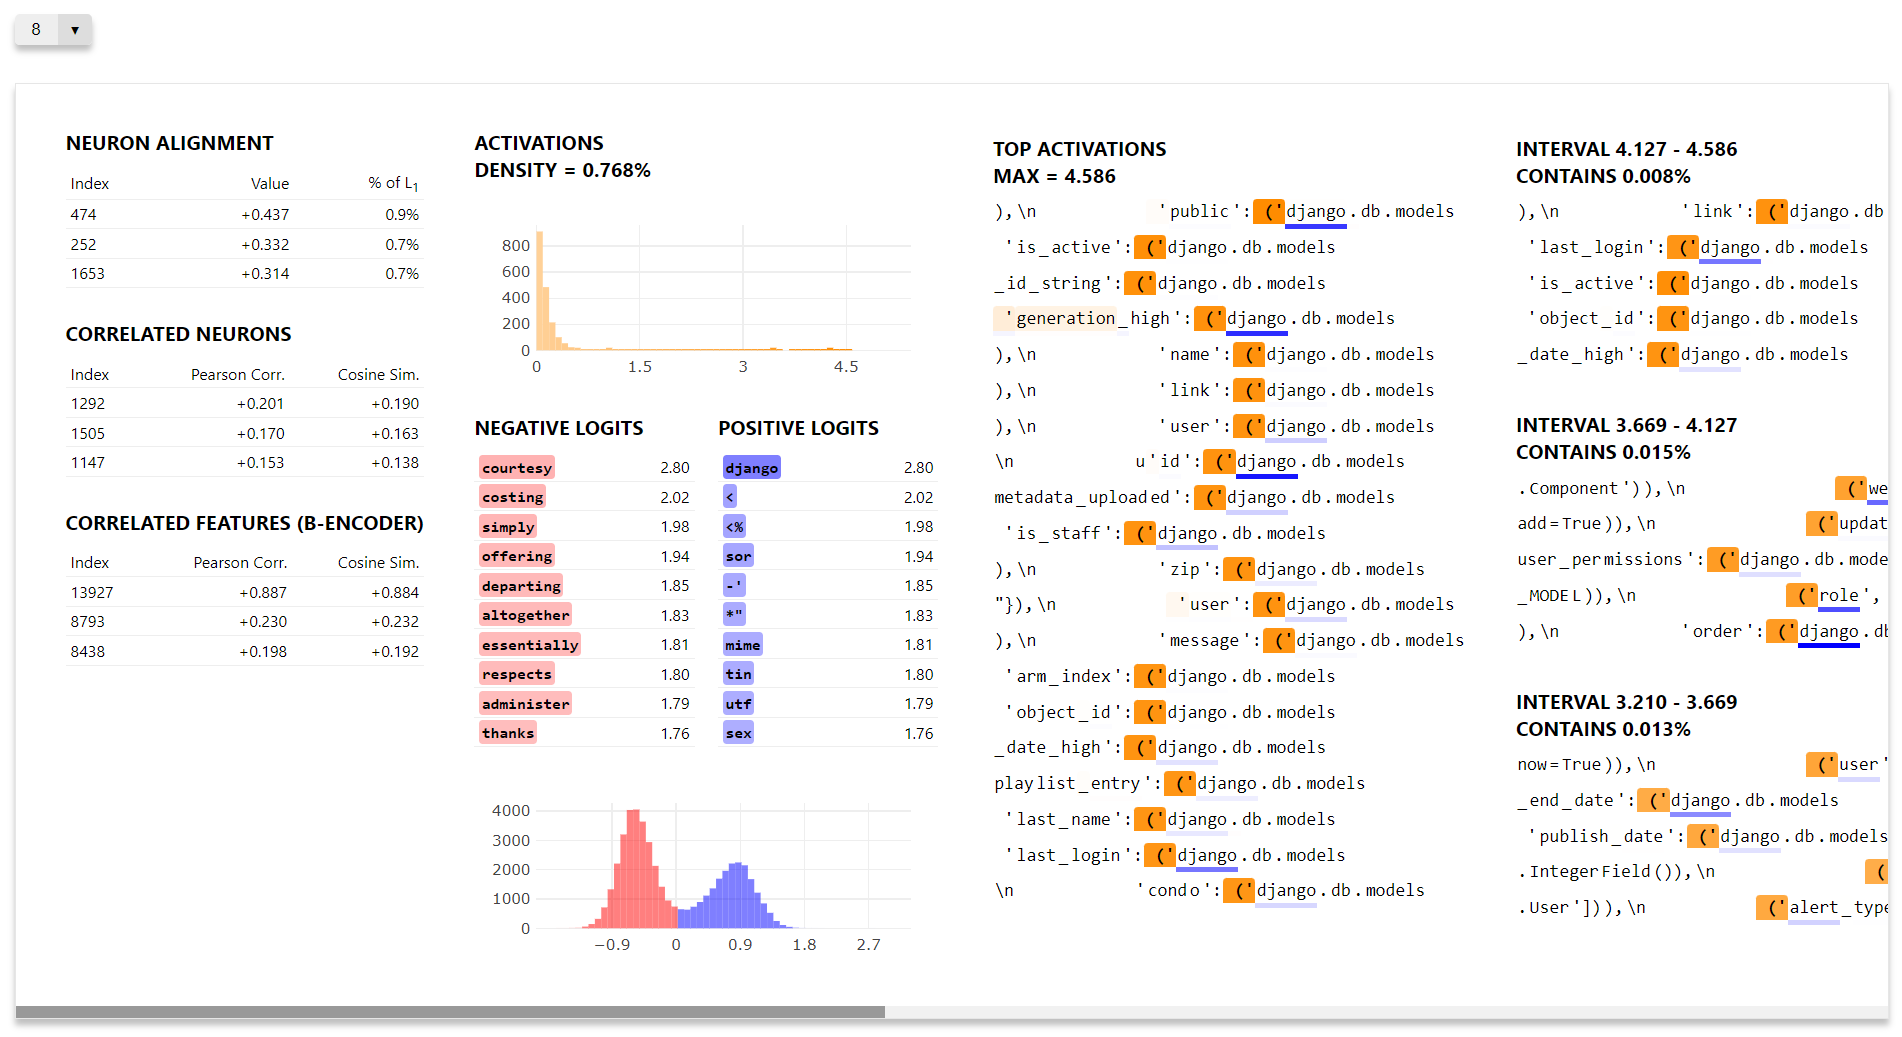 8 ▼
NEURON ALIGNMENT
Index Value % of L1
474 +0.437 0.9%
252 +0.332 0.7%
1653 +0.314 0.7%
CORRELATED NEURONS
Index Pearson Corr. Cosine Sim.
1292 +0.201 +0.190
1505 +0.170 +0.163
1147 +0.153 +0.138
CORRELATED FEATURES (B-ENCODER)
Index Pearson Corr. Cosine Sim.
13927 +0.887 +0.884
8793 +0.230 +0.232
8438 +0.198 +0.192
ACTIVATIONS
DENSITY = 0.768%
800
600
400
200
0
0 1.5 3 4.5
NEGATIVE LOGITS
courtesy 2.80
costing 2.02
simply 1.98
offering 1.94
departing 1.85
altogether 1.83
essentially 1.81
respects 1.80
administer 1.79
thanks 1.76
POSITIVE LOGITS
django 2.80
< 2.02
<% 1.98
sor 1.94
-' 1.85
*" 1.83
mime 1.81
tin 1.80
utf 1.79
sex 1.76
4000
3000
2000
1000
0
−0.9 0 0.9 1.8 2.7
TOP ACTIVATIONS
MAX = 4.586
),\n 'public': ('django.db.models
'is_active': ('django.db.models
_id_string': ('django.db.models
'generation_high': ('django.db.models
),\n 'name': ('django.db.models
),\n 'link': ('django.db.models
),\n 'user': ('django.db.models
\n u'id': ('django.db.models
metadata_uploaded': ('django.db.models
'is_staff': ('django.db.models
),\n 'zip': ('django.db.models
"}),\n 'user': ('django.db.models
),\n 'message': ('django.db.models
'arm_index': ('django.db.models
'object_id': ('django.db.models
_date_high': ('django.db.models
playlist_entry': ('django.db.models
'last_name': ('django.db.models
'last_login': ('django.db.models
\n 'condo': ('django.db.models
INTERVAL 4.127 - 4.586
CONTAINS 0.008%
),\n 'link': ('django.db
'last_login': ('django.db.models
'is_active': ('django.db.models
'object_id': ('django.db.models
_date_high': ('django.db.models
INTERVAL 3.669 - 4.127
CONTAINS 0.015%
.Component')),\n ('we
add=True)),\n ('updat
user_permissions': ('django.db.mode
_MODEL)),\n ('role',
),\n 'order': ('django.db
INTERVAL 3.210 - 3.669
CONTAINS 0.013%
now=True)),\n ('user'
_end_date': ('django.db.models
'publish_date': ('django.db.models
.IntegerField()),\n (
.User'])),\n ('alert_type